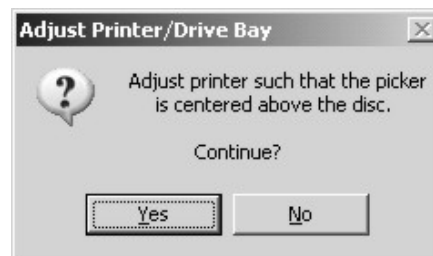 Adjust Printer/Drive Bay
Adjust printer such that the picker
is centered above the disc.
Continue?
Yes
No